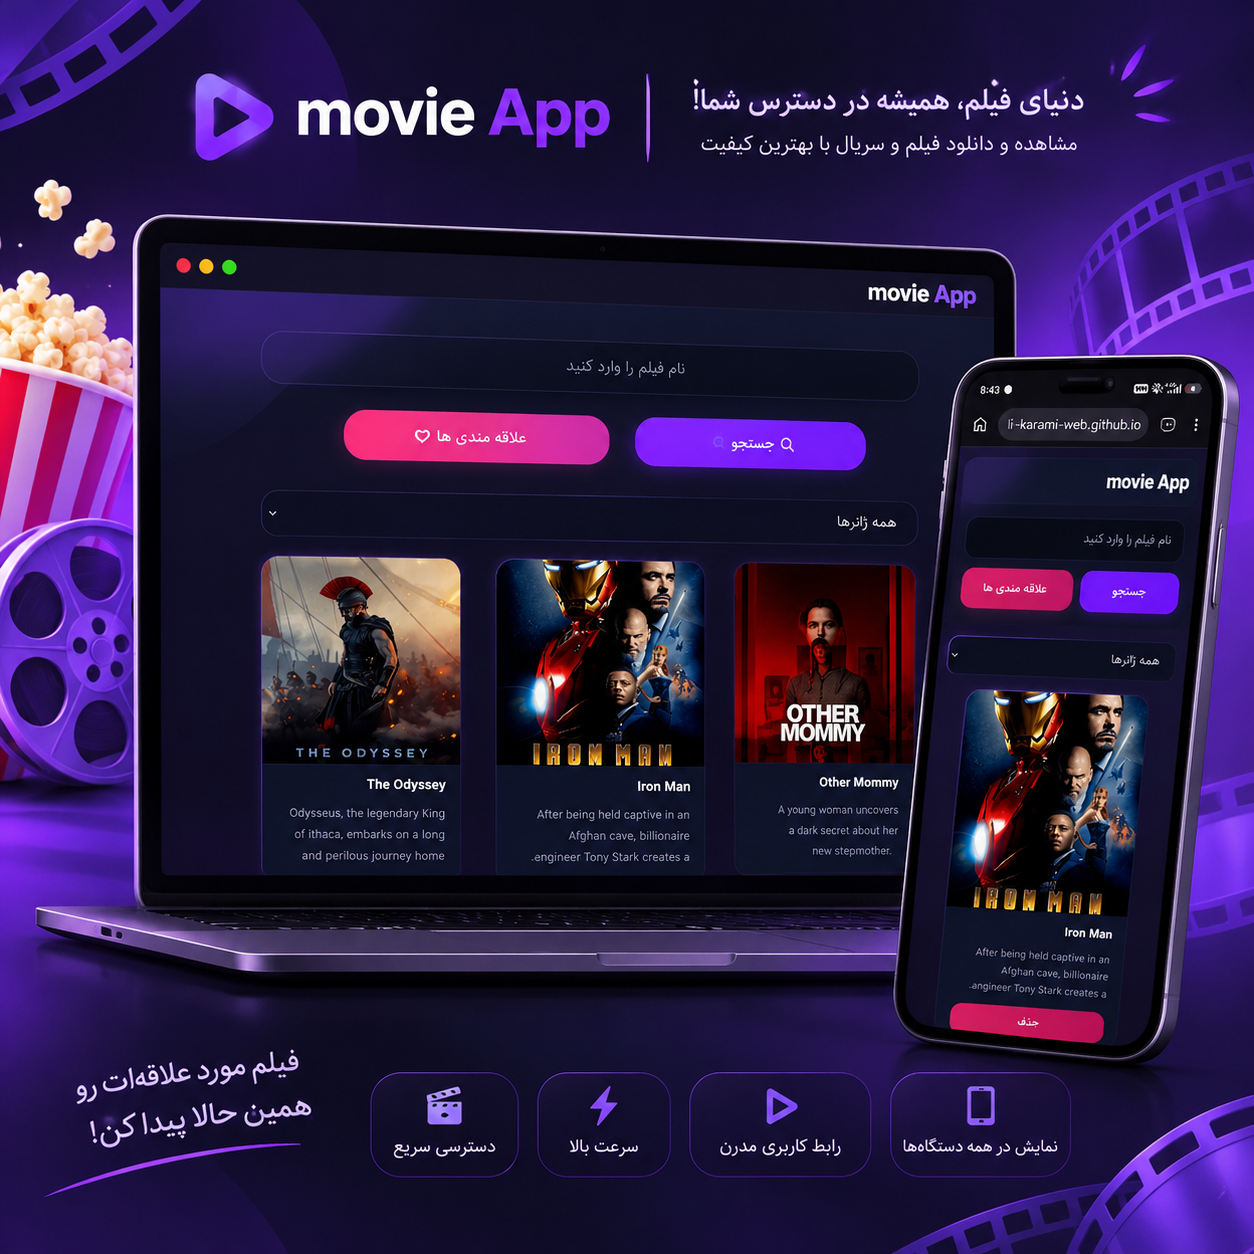 movie App
دنیای فیلم، همیشه در دسترس شما!
مشاهده و دانلود فیلم و سریال با بهترین کیفیت
movie App
نام فیلم را وارد کنید
جستجو
علاقه مندی ها
همه ژانرها
THE ODYSSEY
The Odyssey
Odysseus, the legendary King
of ithaca, embarks on a long
and perilous journey home
IRON MAN
Iron Man
After being held captive in an
Afghan cave, billionaire
.engineer Tony Stark creates a
OTHER
MOMMY
Other Mommy
A young woman uncovers
a dark secret about her
new stepmother.
8:43
i-karami-web.github.io
movie App
نام فیلم را وارد کنید
جستجو
علاقه مندی ها
همه ژانرها
IRON MAN
Iron Man
After being held captive in an
Afghan cave, billionaire
.engineer Tony Stark creates a
حذف
فیلم مورد علاقه‌ات رو
همین حالا پیدا کن!
نمایش در همه دستگاه‌ها
رابط کاربری مدرن
سرعت بالا
دسترسی سریع